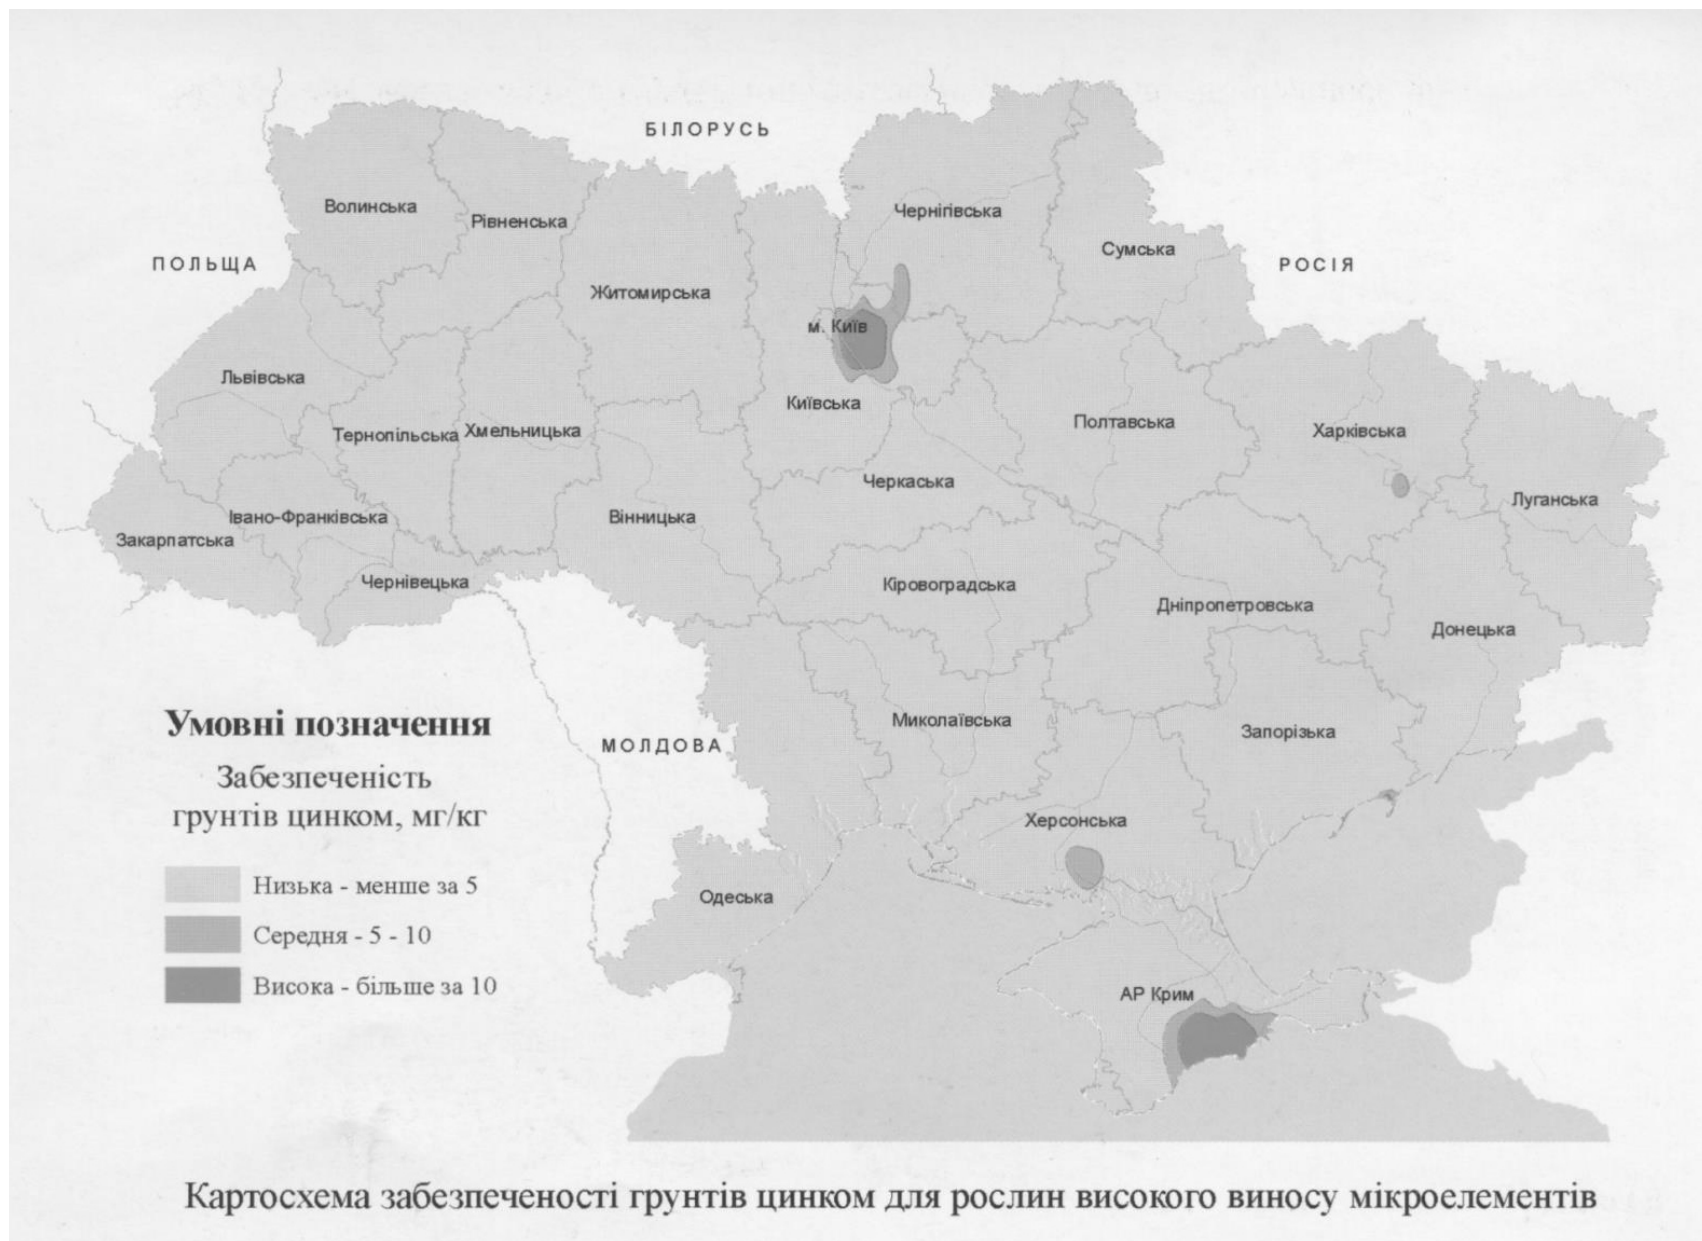 БІЛОРУСЬ
Волинська
Рівненська
Чернігівська
Сумська
ПОЛЬЩА
РОСІЯ
Житомирська
м. Київ
Львівська
Київська
Полтавська
Харківська
Тернопільська
Хмельницька
Черкаська
Луганська
Івано-Франківська
Вінницька
Закарпатська
Чернівецька
Кіровоградська
Дніпропетровська
Донецька
Миколаївська
Запорізька
МОЛДОВА
Херсонська
Одеська
АР Крим
Умовні позначення
Забезпеченість
грунтів цинком, мг/кг
Низька - менше за 5
Середня - 5 - 10
Висока - більше за 10
Картосхема забезпеченості грунтів цинком для рослин високого виносу мікроелементів